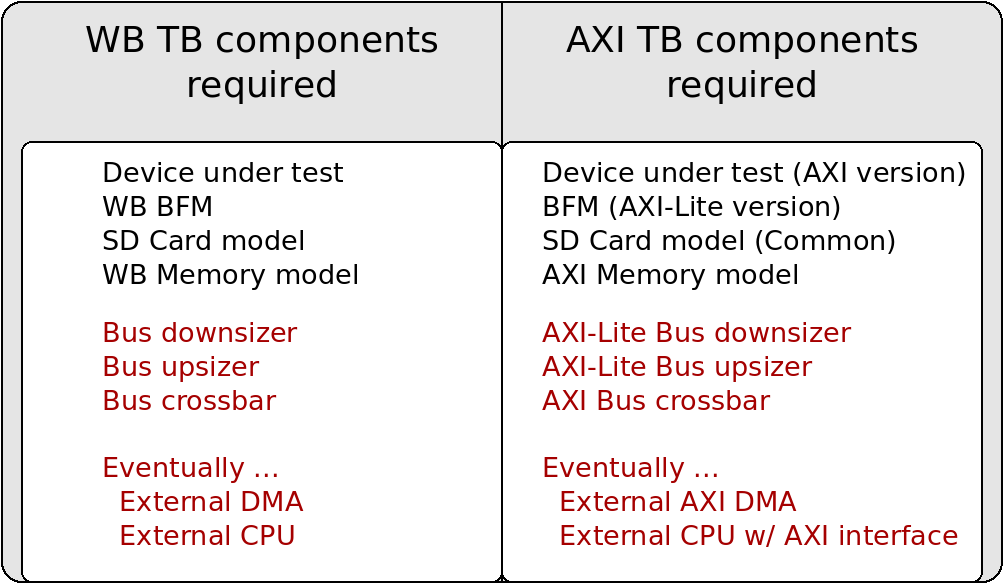 WB TB components
required
AXI TB components
required
Device under test
WB BFM
SD Card model
WB Memory model
Bus downsizer
Bus upsizer
Bus crossbar
Eventually …
External DMA
External CPU
Device under test (AXI version)
BFM (AXI-Lite version)
SD Card model (Common)
AXI Memory model
AXI-Lite Bus downsizer
AXI-Lite Bus upsizer
AXI Bus crossbar
Eventually …
External AXI DMA
External CPU w/ AXI interface